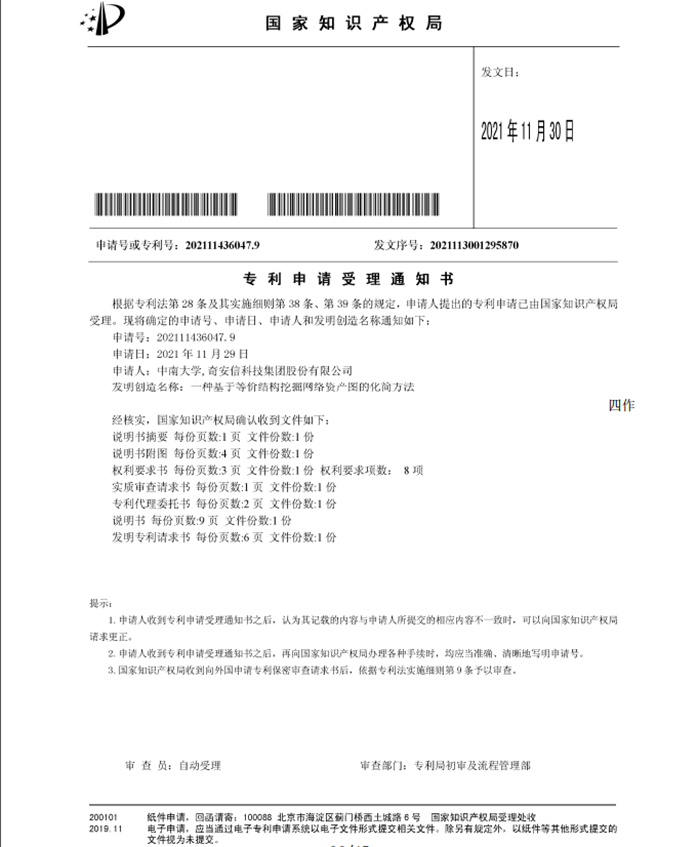 国家知识产权局
发文日：
2021年11月30日
申请号或专利号：202111436047.9 发文序号：2021113001295870
专利申请受理通知书
根据专利法第28条及其实施细则第38条、第39条的规定，申请人提出的专利申请已由国家知识产权局
受理。现将确定的申请号、申请日、申请人和发明创造名称通知如下：
申请号：202111436047.9
申请日：2021年11月29日
申请人：中南大学,奇安信科技集团股份有限公司
发明创造名称：一种基于等价结构挖掘网络资产图的化简方法
四作
经核实，国家知识产权局确认收到文件如下：
说明书摘要 每份页数:1页 文件份数:1份
说明书附图 每份页数:4页 文件份数:1份
权利要求书 每份页数:3页 文件份数:1份 权利要求项数： 8项
实质审查请求书 每份页数:1页 文件份数:1份
专利代理委托书 每份页数:2页 文件份数:1份
说明书 每份页数:9页 文件份数:1份
发明专利请求书 每份页数:6页 文件份数:1份
提示：
1.申请人收到专利申请受理通知书之后，认为其记载的内容与申请人所提交的相应内容不一致时，可以向国家知识产权局
请求更正。
2.申请人收到专利申请受理通知书之后，再向国家知识产权局办理各种手续时，均应当准确、清晰地写明申请号。
3.国家知识产权局收到向外国申请专利保密审查请求书后，依据专利法实施细则第9条予以审查。
审 查 员：自动受理 审查部门：专利局初审及流程管理部
200101 纸件申请，回函请寄：100088 北京市海淀区蓟门桥西土城路6号 国家知识产权局受理处收
2019.11 电子申请，应当通过电子专利申请系统以电子文件形式提交相关文件。除另有规定外，以纸件等其他形式提交的
文件视为未提交。